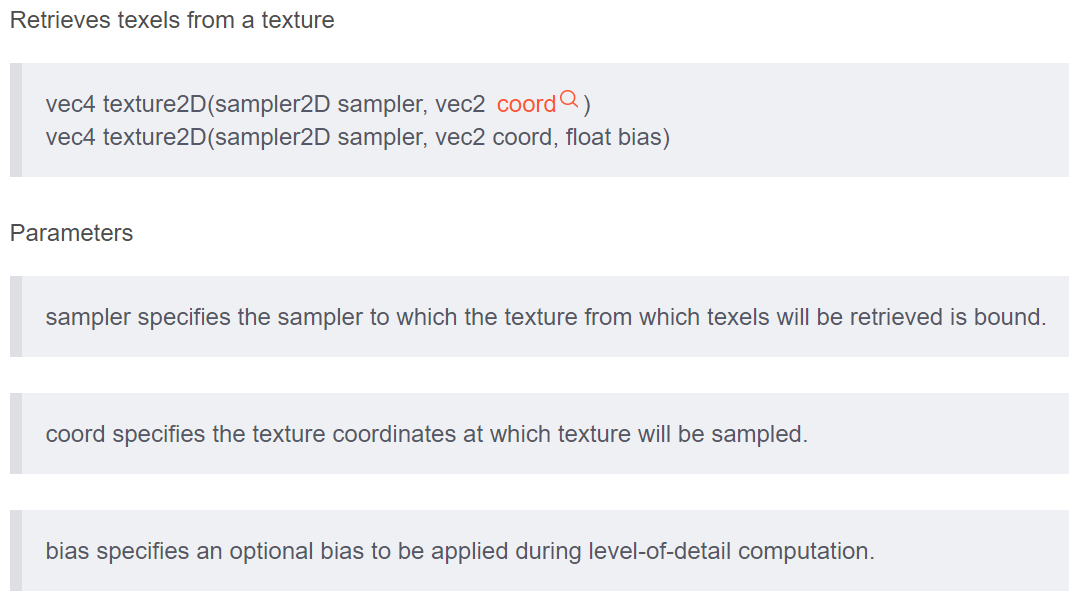 Retrieves texels from a texture
vec4 texture2D(sampler2D sampler, vec2 coord)
vec4 texture2D(sampler2D sampler, vec2 coord, float bias)
Parameters
sampler specifies the sampler to which the texture from which texels will be retrieved is bound.
coord specifies the texture coordinates at which texture will be sampled.
bias specifies an optional bias to be applied during level-of-detail computation.